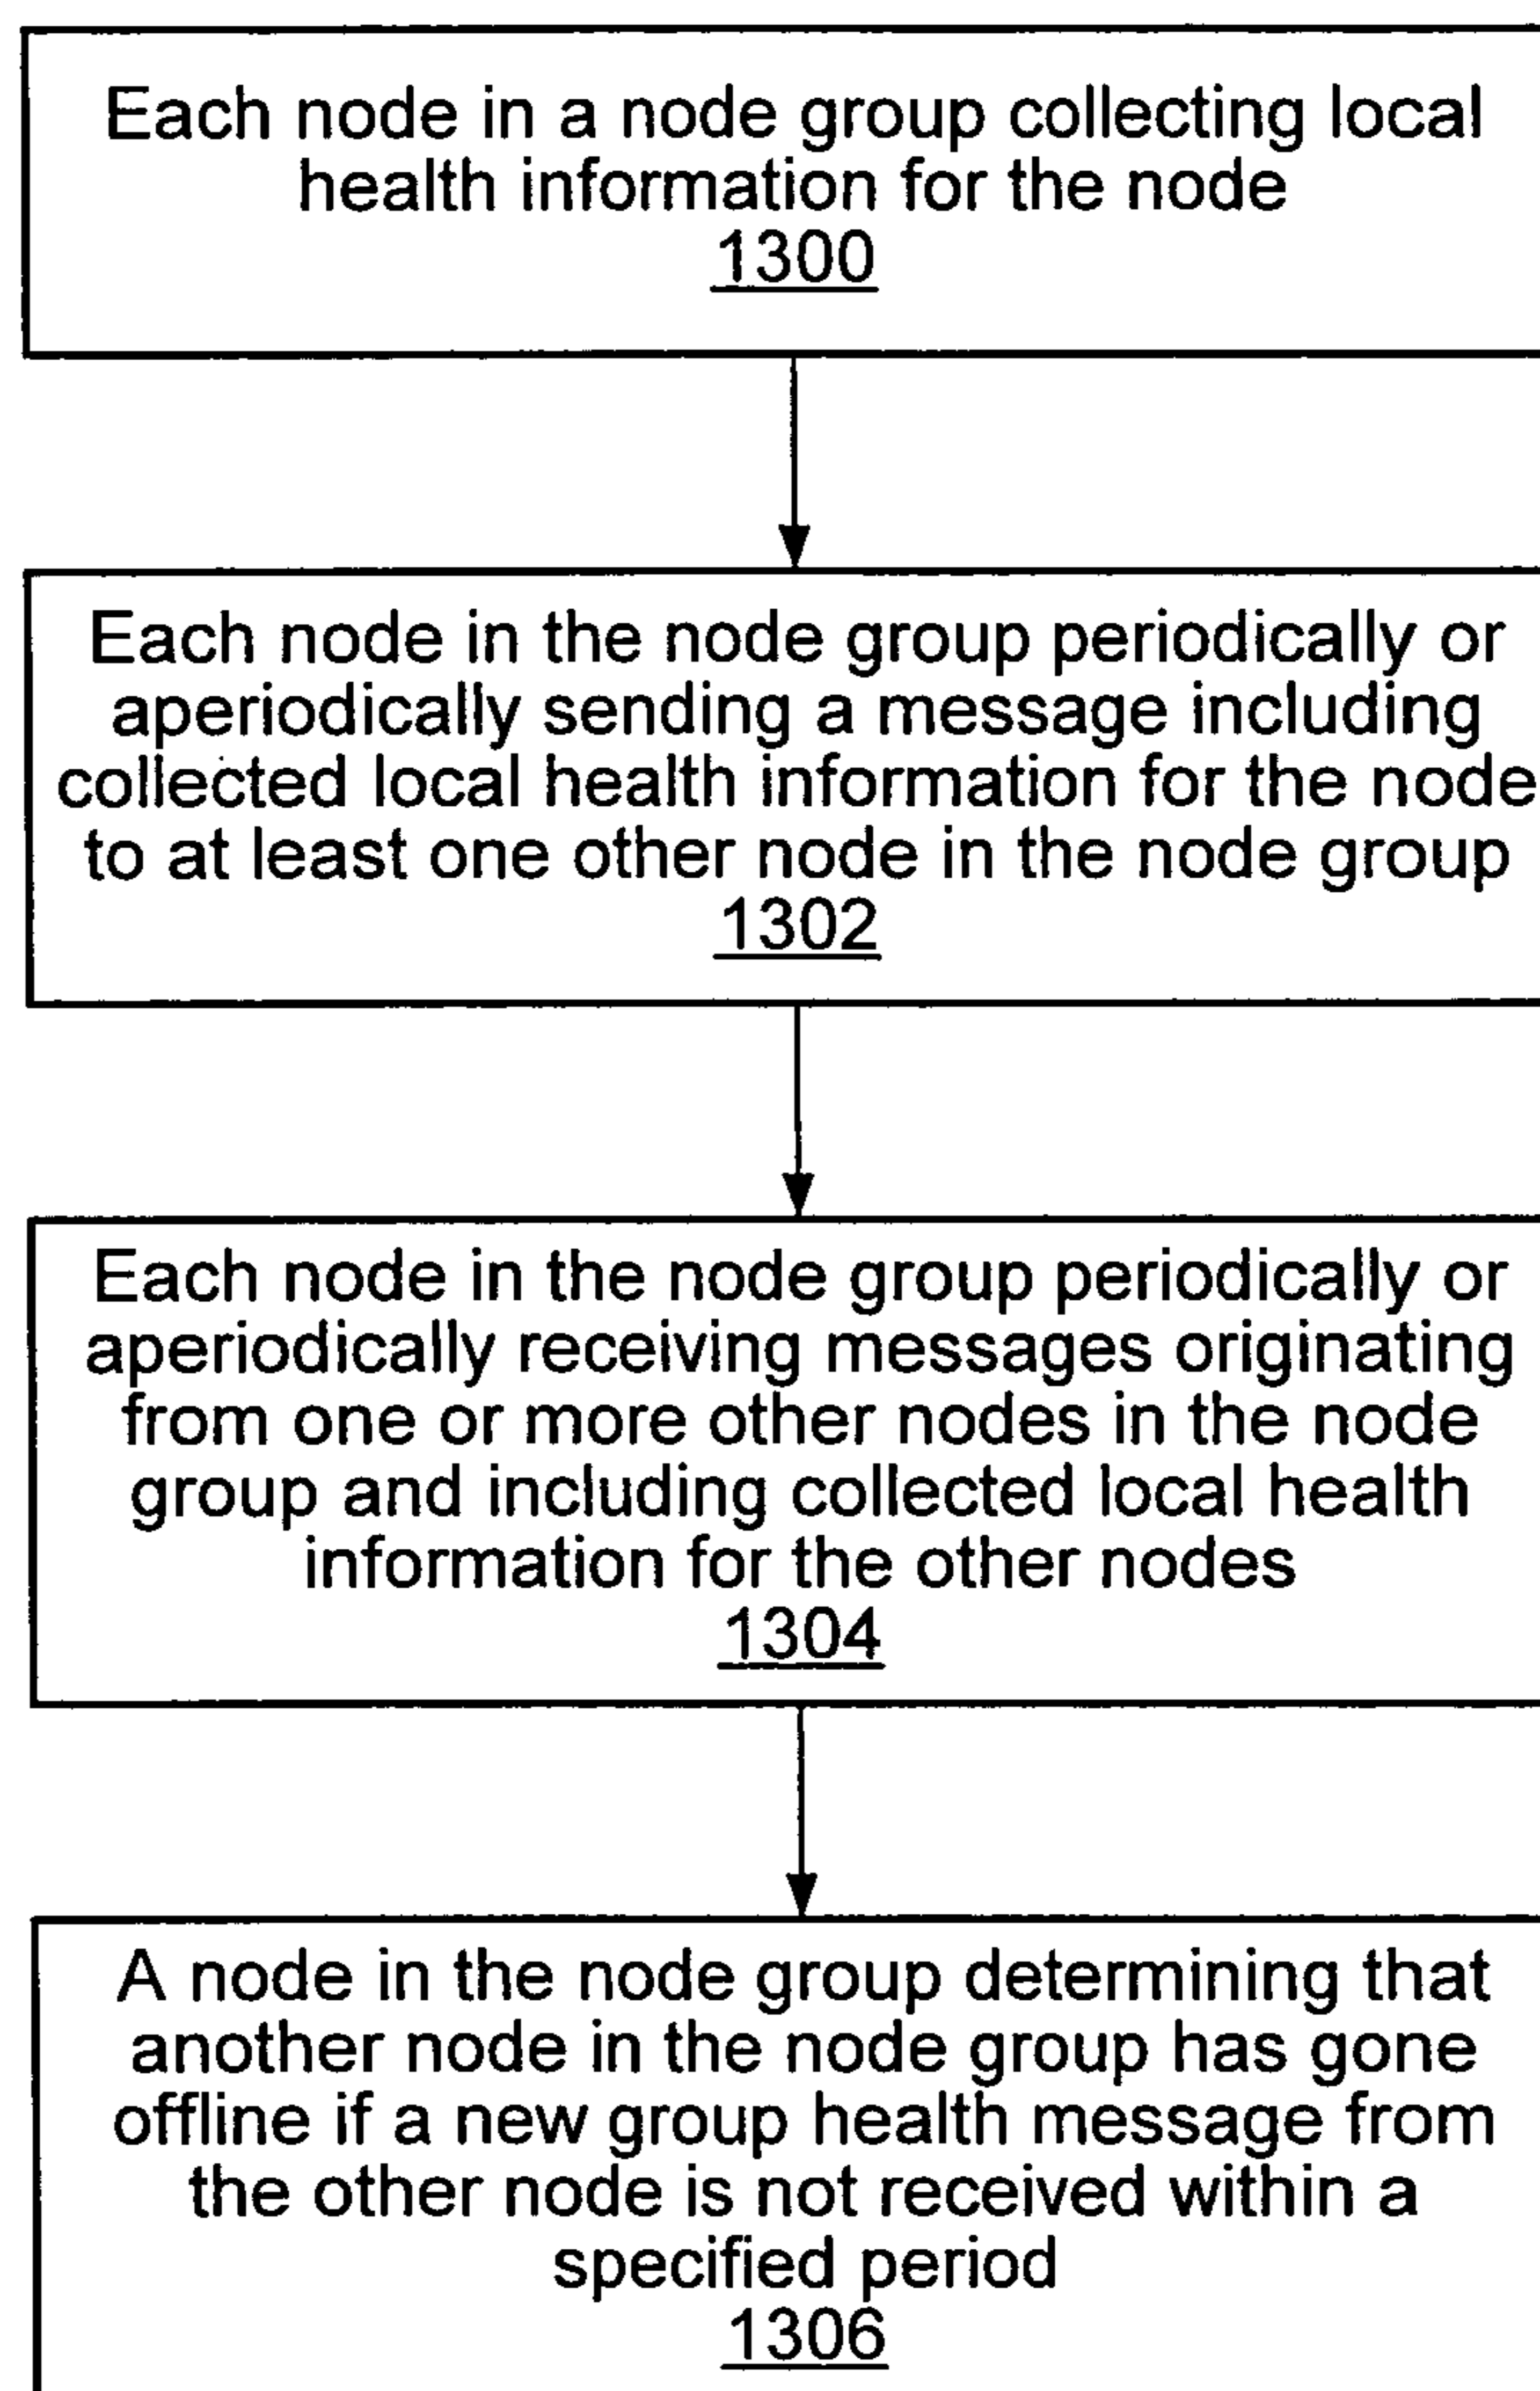 Each node in a node group collecting local
health information for the node
1300
Each node in the node group periodically or
aperiodically sending a message including
collected local health information for the node
to at least one other node in the node group
1302
Each node in the node group periodically or
aperiodically receiving messages originating
from one or more other nodes in the node
group and including collected local health
information for the other nodes
1304
A node in the node group determining that
another node in the node group has gone
offline if a new group health message from
the other node is not received within a
specified period
1306